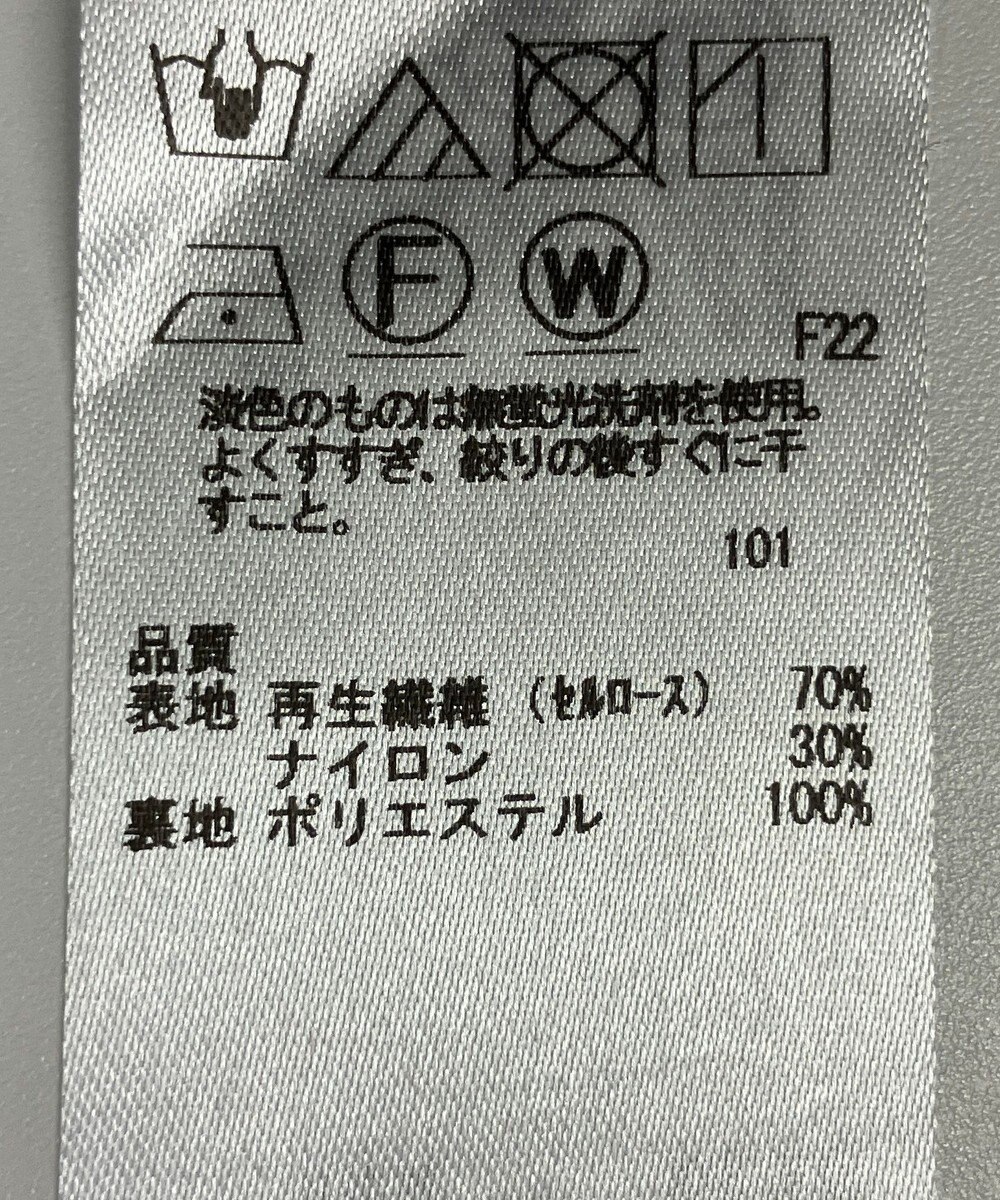 F W
F22
淡色のものは無蛍光洗剤を使用。
よくすすぎ、絞りの後すぐに干
すこと。
101
品質
表地 再生繊維 (セルロース) 70%
ナイロン 30%
裏地 ポリエステル 100%